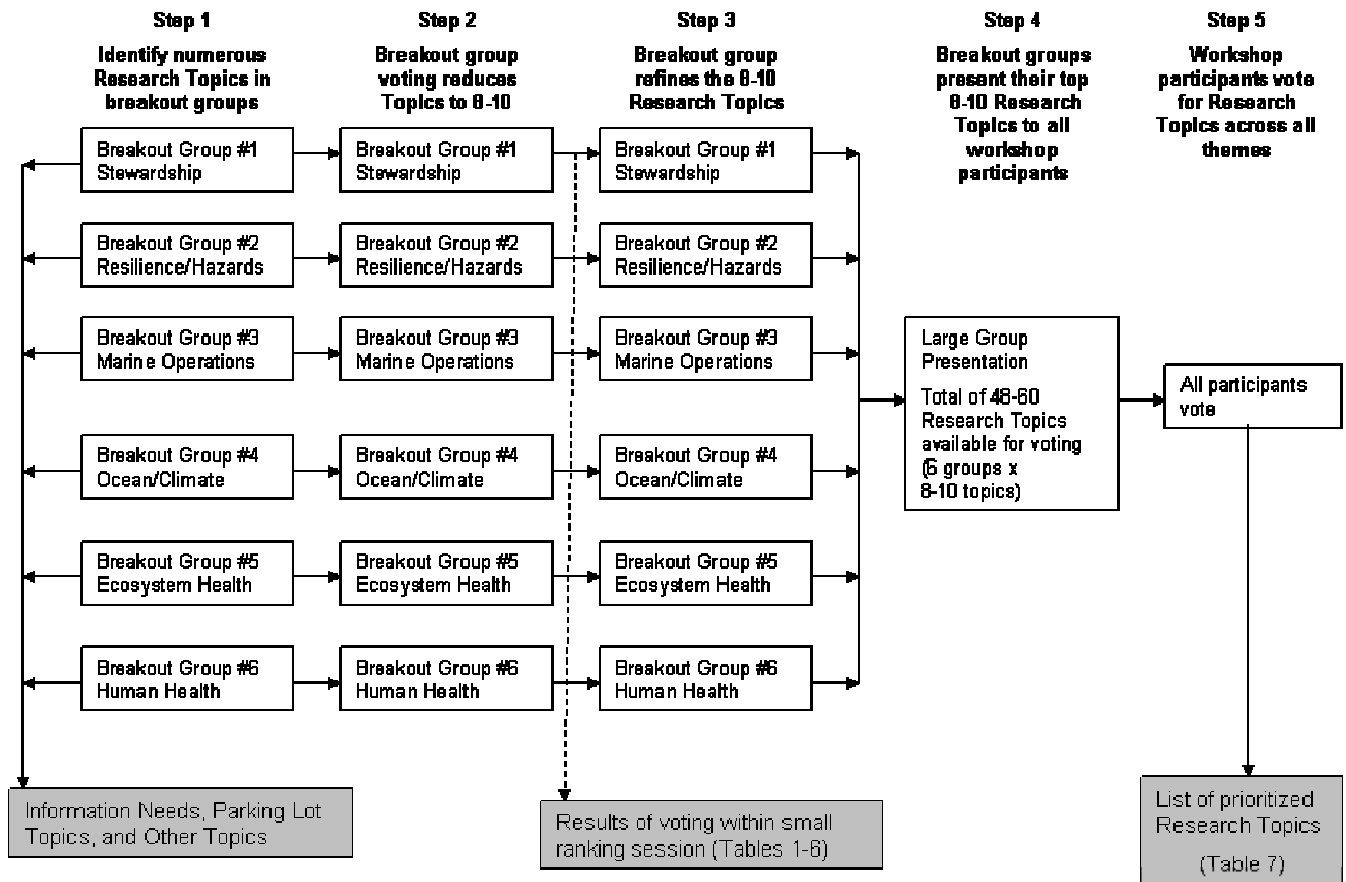 Step 1
Identify numerous
Research Topics in
breakout groups
Step 2
Breakout group
voting reduces
Topics to 8-10
Step 3
Breakout group
refines the 8-10
Research Topics
Step 4
Breakout groups
present their top
8-10 Research
Topics to all
workshop
participants
Step 5
Workshop
participants vote
for Research
Topics across all
themes
Breakout Group #1
Stewardship
Breakout Group #1
Stewardship
Breakout Group #1
Stewardship
Breakout Group #2
Resilience/Hazards
Breakout Group #2
Resilience/Hazards
Breakout Group #2
Resilience/Hazards
Breakout Group #3
Marine Operations
Breakout Group #3
Marine Operations
Breakout Group #3
Marine Operations
Breakout Group #4
Ocean/Climate
Breakout Group #4
Ocean/Climate
Breakout Group #4
Ocean/Climate
Breakout Group #5
Ecosystem Health
Breakout Group #5
Ecosystem Health
Breakout Group #5
Ecosystem Health
Breakout Group #6
Human Health
Breakout Group #6
Human Health
Breakout Group #6
Human Health
Large Group
Presentation
Total of 48-60
Research Topics
available for voting
(6 groups x
8-10 topics)
All participants
vote
Information Needs, Parking Lot
Topics, and Other Topics
Results of voting within small
ranking session (Tables 1-6)
List of prioritized
Research Topics
(Table 7)